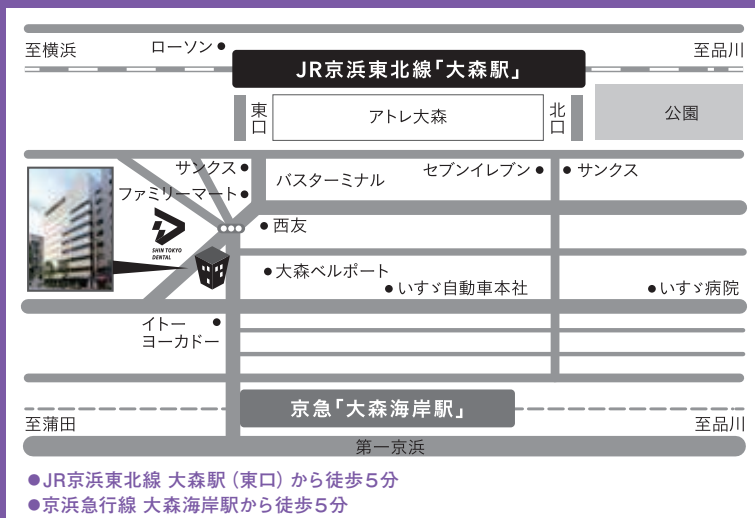 至横浜
ローソン
至品川
JR京浜東北線「大森駅」
東口
アトレ大森
北口
公園
サンクス
バスターミナル
セブンイレブン
サンクス
ファミリーマート
SHIN TOKYO
DENTAL
西友
大森ベルポート
いすゞ自動車本社
いすゞ病院
イトー
ヨーカドー
京急「大森海岸駅」
至蒲田
至品川
第一京浜
●JR京浜東北線 大森駅（東口）から徒歩5分
●京浜急行線 大森海岸駅から徒歩5分